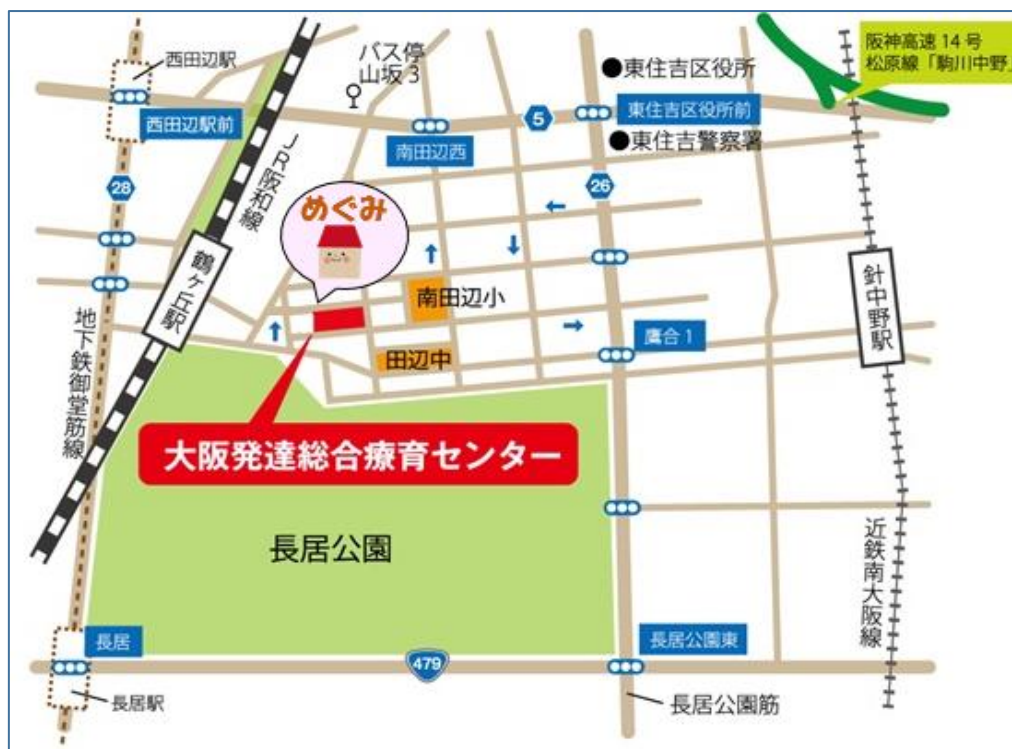 西田辺駅
バス停
山坂3
阪神高速14号
松原線「駒川中野」
●東住吉区役所
西田辺駅前
南田辺西
5
東住吉区役所前
●東住吉警察署
28
JR阪和線
26
めぐみ
鶴ヶ丘駅
南田辺小
針中野駅
地下鉄御堂筋線
田辺中
鷹合1
大阪発達総合療育センター
長居公園
近鉄南大阪線
長居
479
長居公園東
長居駅
長居公園筋